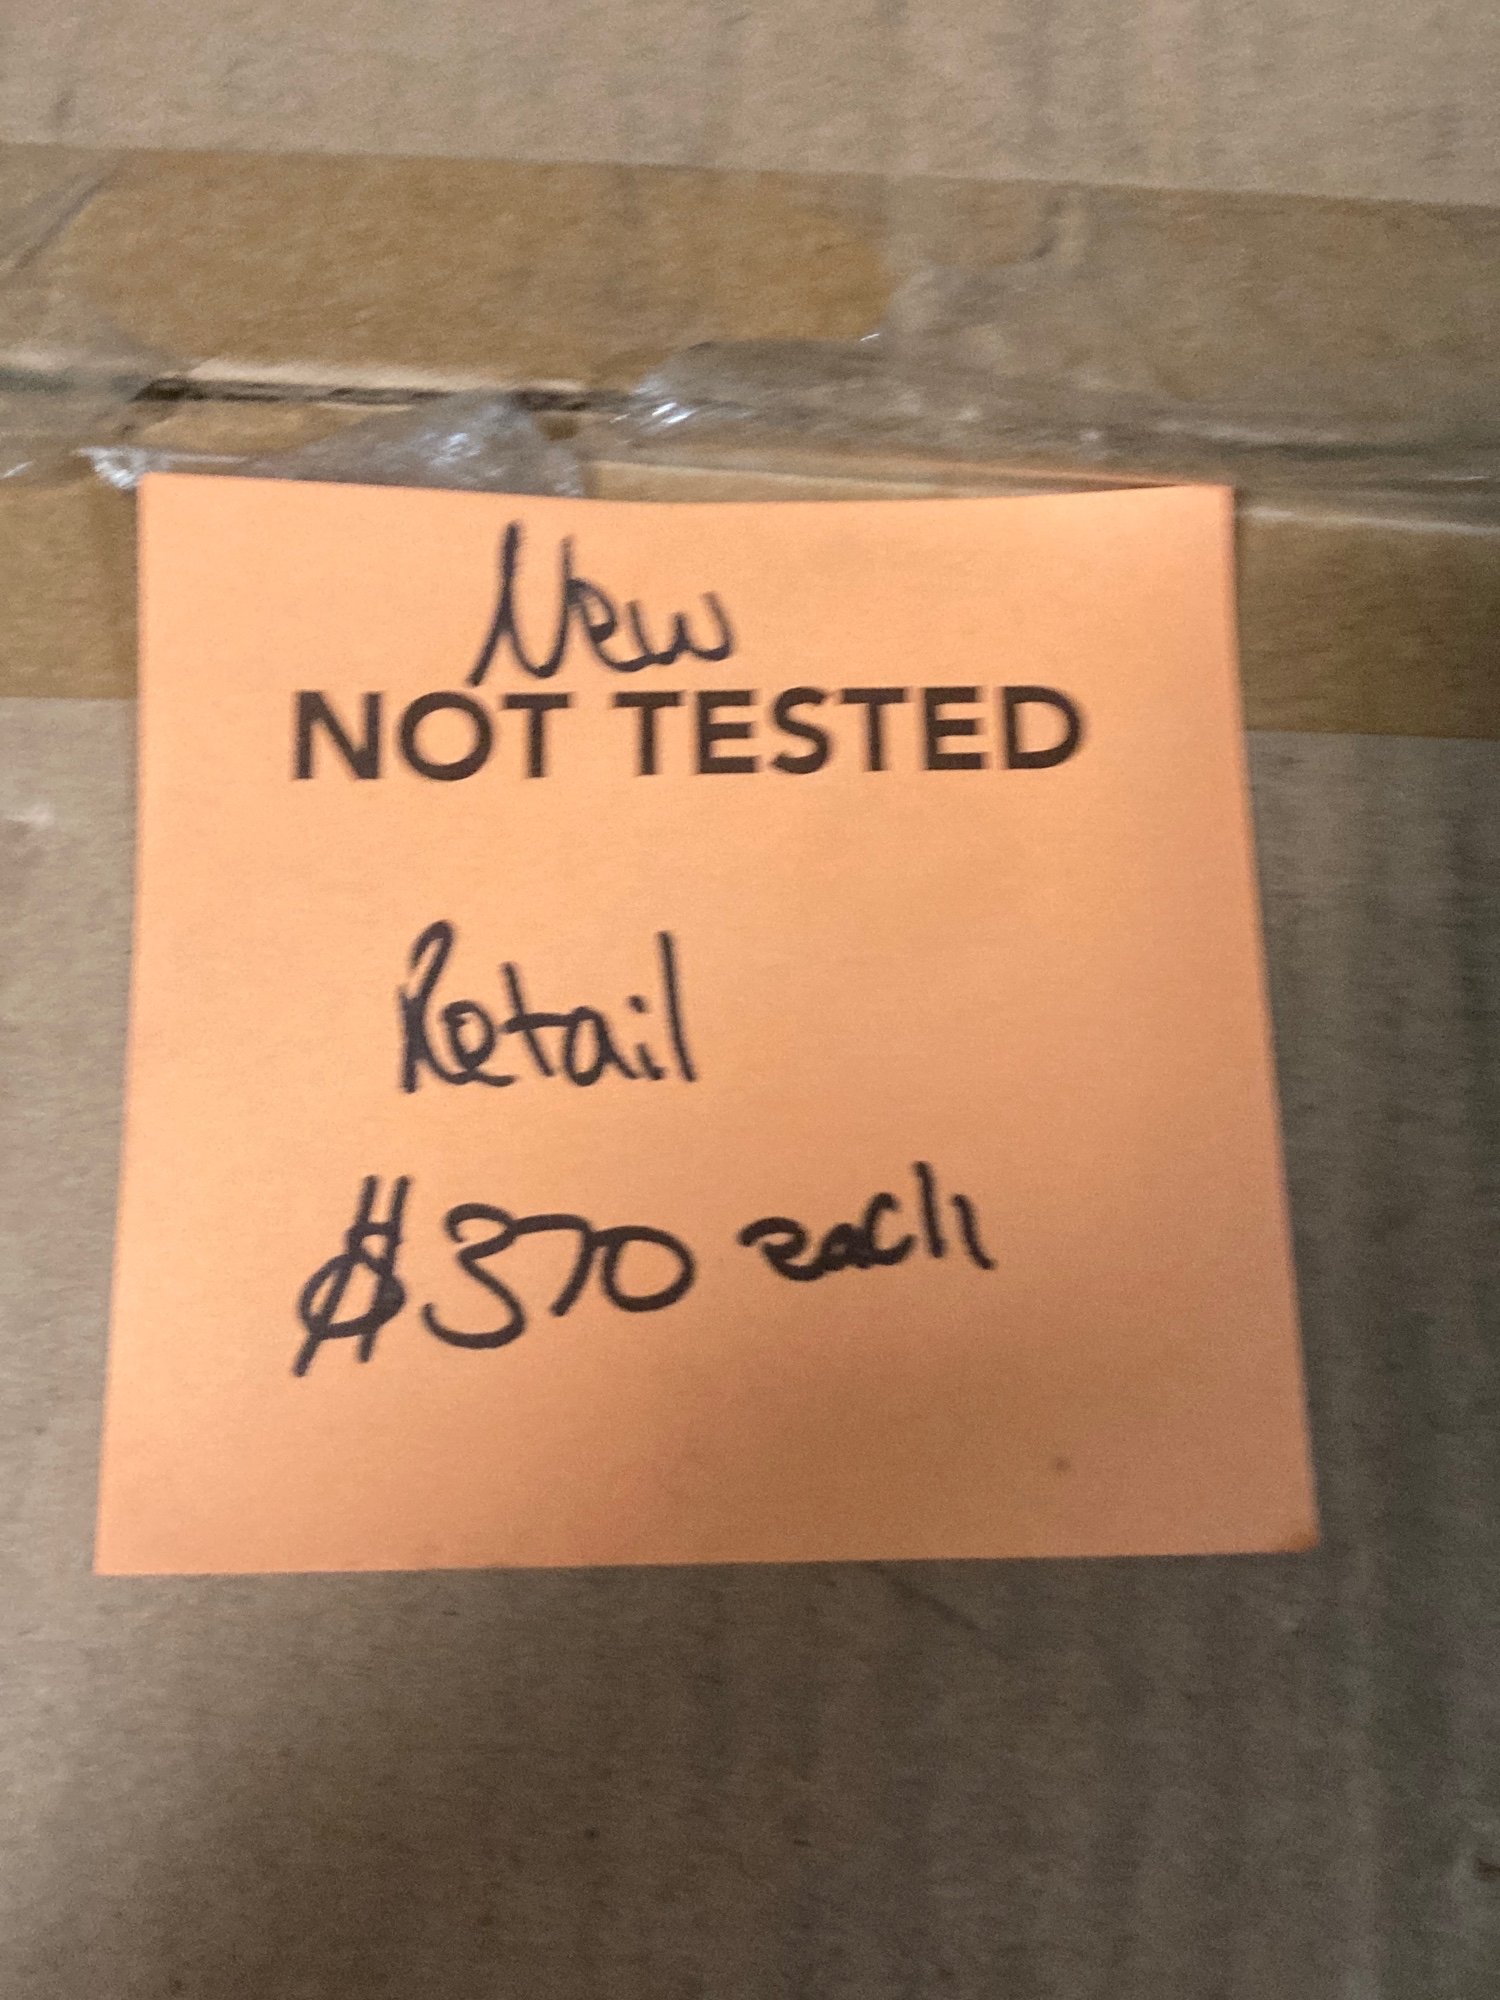 New
NOT TESTED
Retail
$370 each